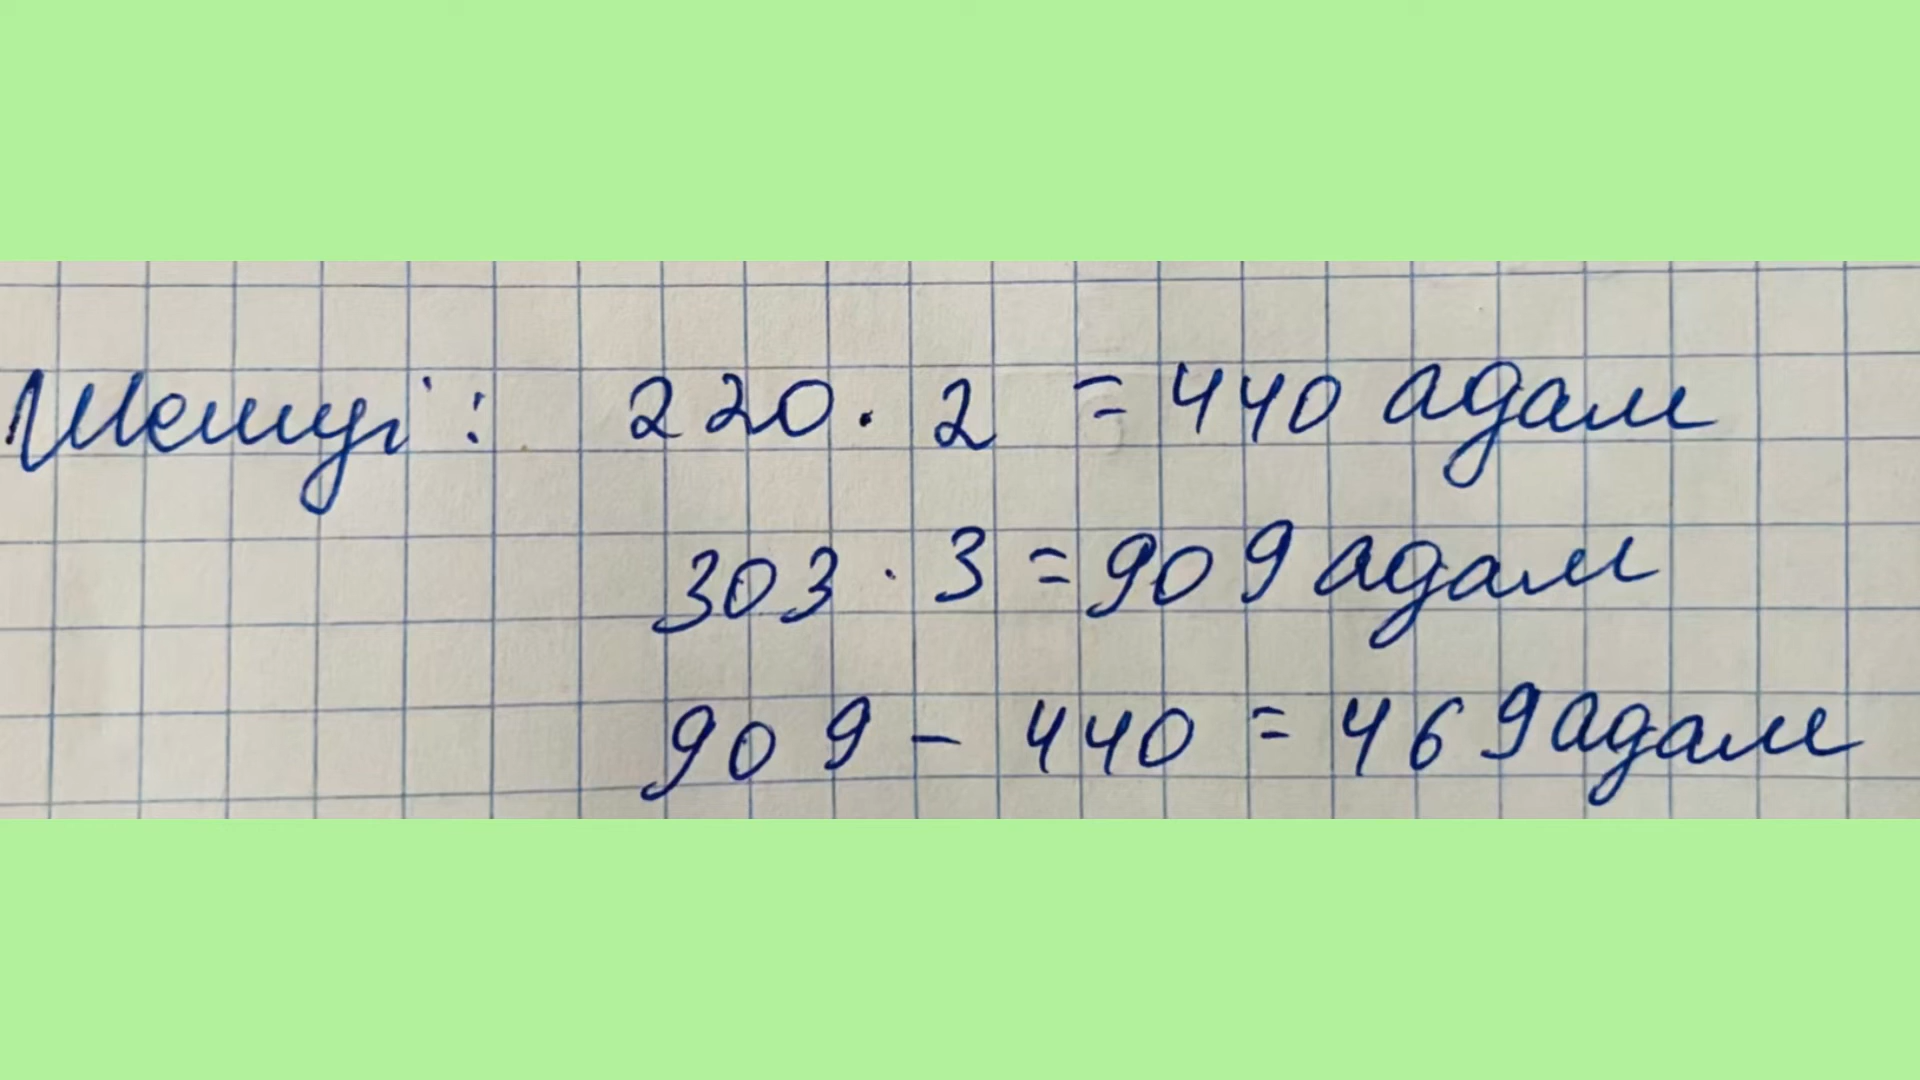 Шешуі: 220 · 2 = 440 адам
303 · 3 = 909 адам
909 - 440 = 469 адам